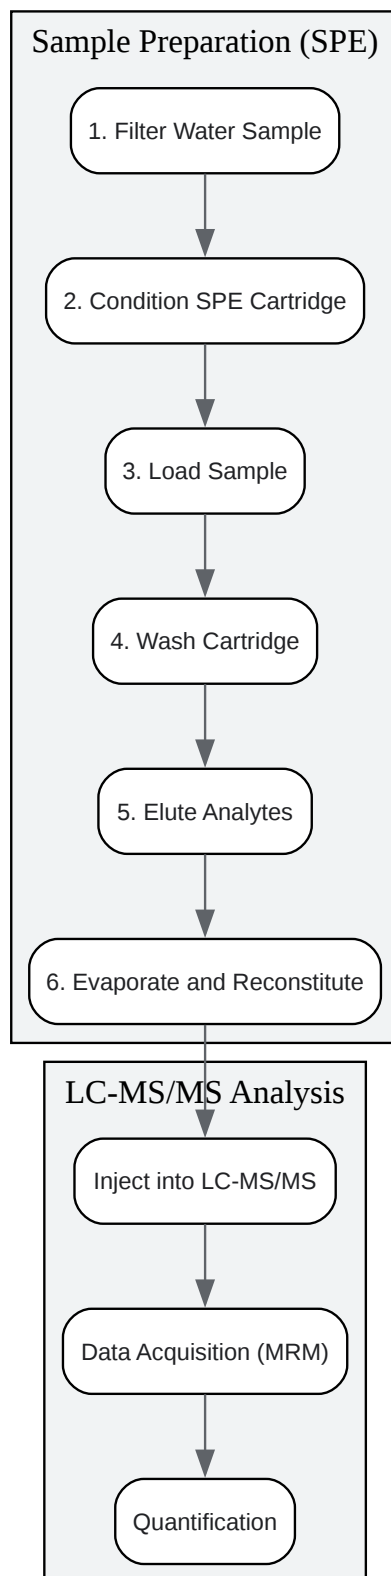 Sample Preparation (SPE)
1. Filter Water Sample
2. Condition SPE Cartridge
3. Load Sample
4. Wash Cartridge
5. Elute Analytes
6. Evaporate and Reconstitute
LC-MS/MS Analysis
Inject into LC-MS/MS
Data Acquisition (MRM)
Quantification